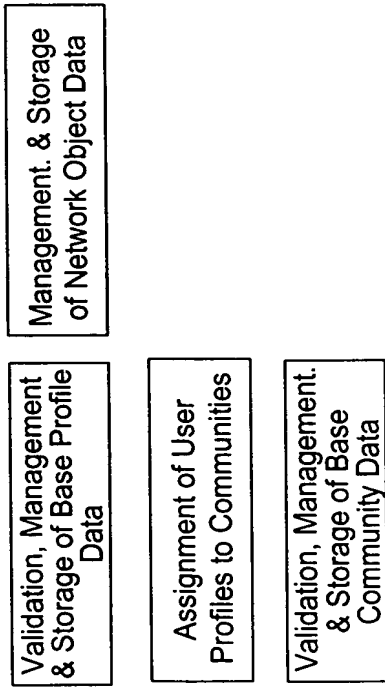 Validation, Management
& Storage of Base Profile
Data
Management. & Storage
of Network Object Data
Assignment of User
Profiles to Communities
Validation, Management.
& Storage of Base
Community Data